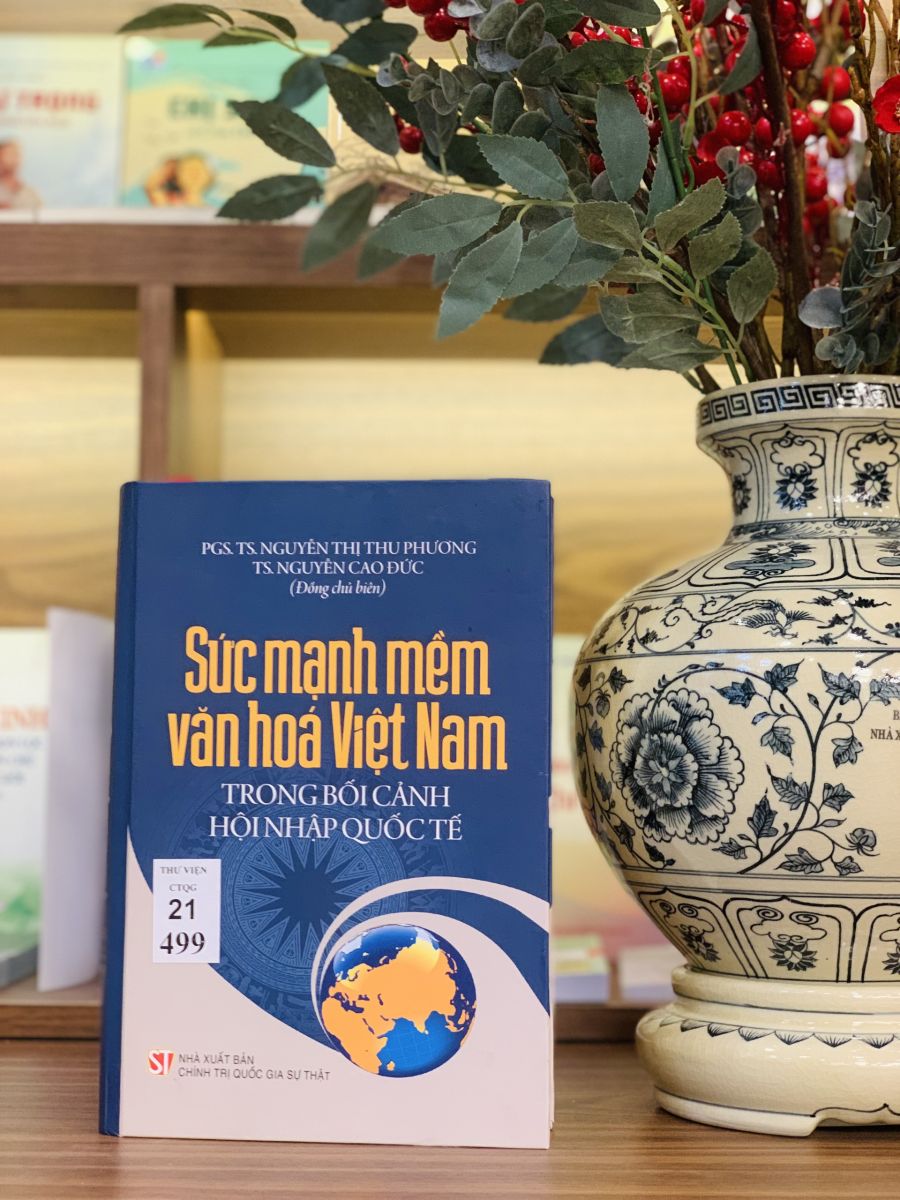 PGS. TS. NGUYỄN THỊ THU PHƯƠNG
TS. NGUYỄN CAO ĐỨC
(Đồng chủ biên)
Sức mạnh mềm
văn hoá Việt Nam
TRONG BỐI CẢNH
HỘI NHẬP QUỐC TẾ
THƯ VIỆN
CTQG
21
499
ST
NHÀ XUẤT BẢN
CHÍNH TRỊ QUỐC GIA SỰ THẬT
NHÀ X